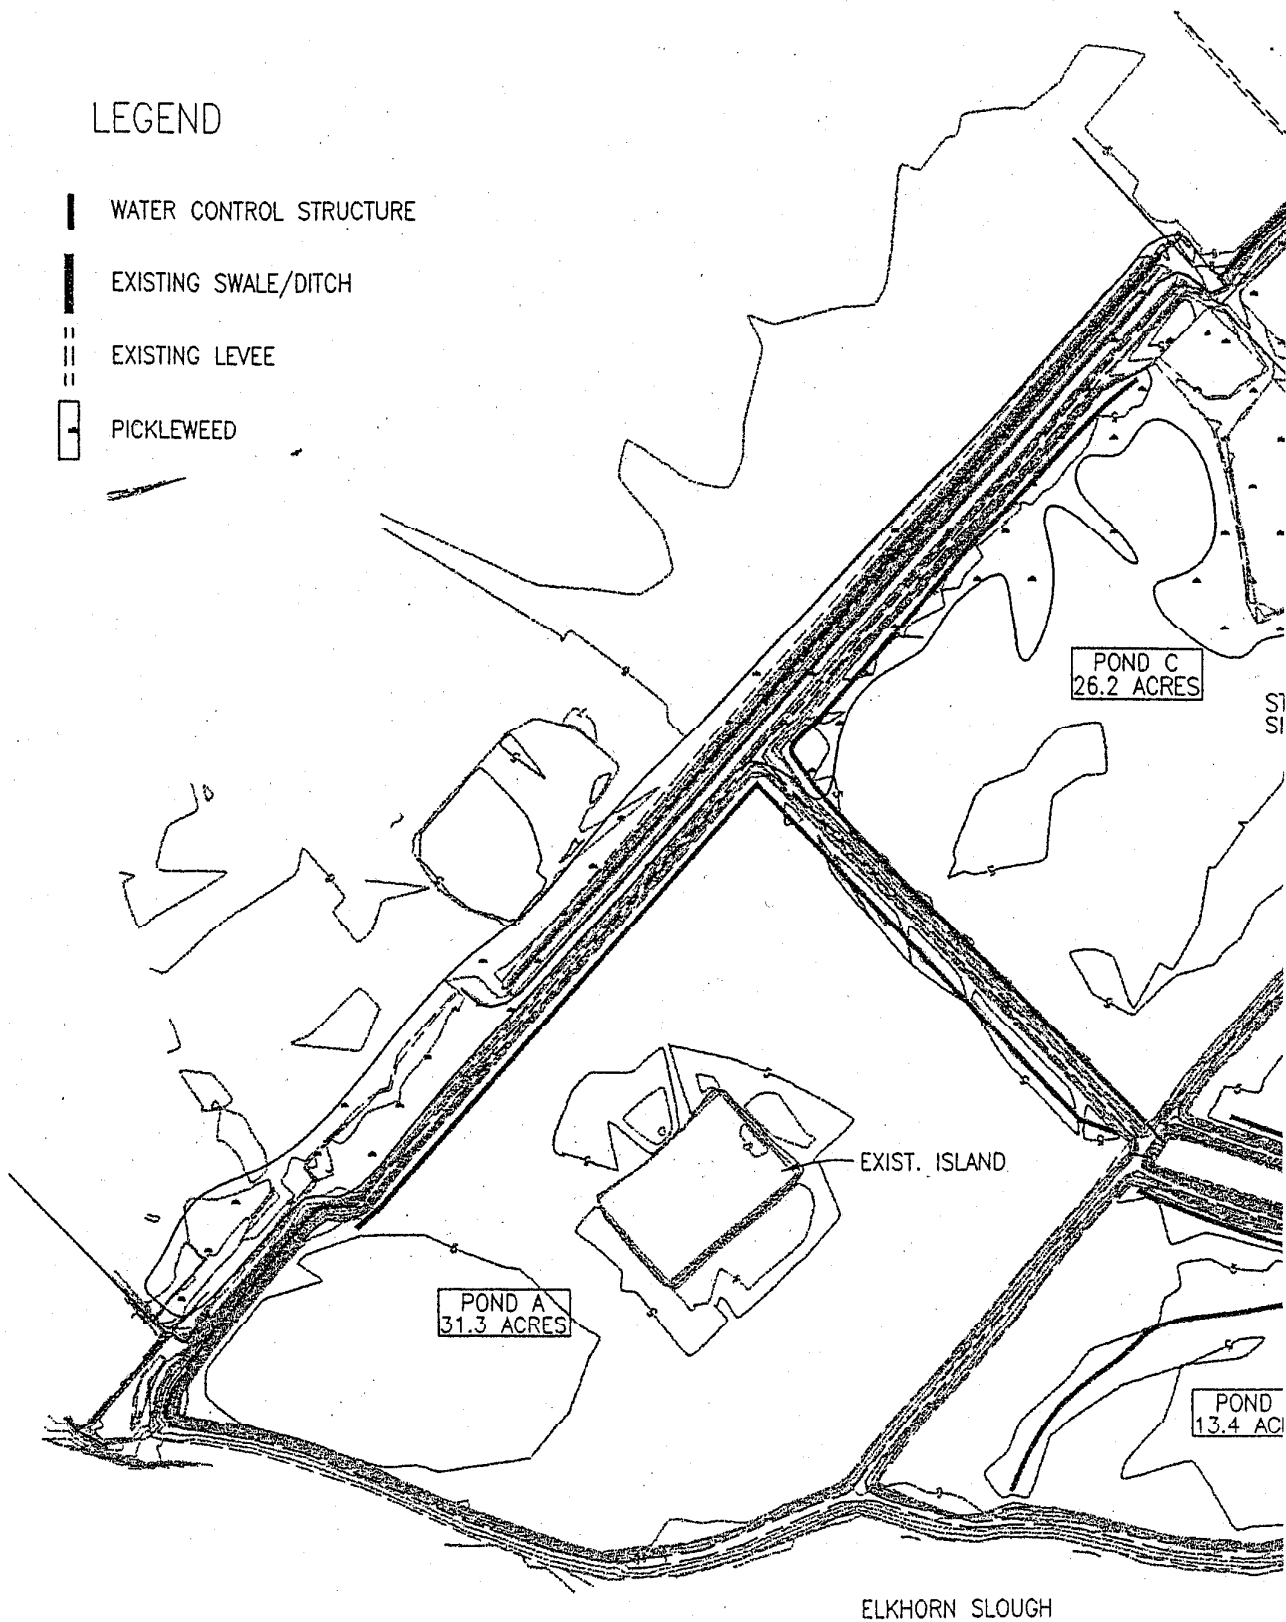 LEGEND
WATER CONTROL STRUCTURE
EXISTING SWALE/DITCH
EXISTING LEVEE
PICKLEWEED
POND C
26.2 ACRES
EXIST. ISLAND
POND A
31.3 ACRES
POND
13.4
ELKHORN SLOUGH